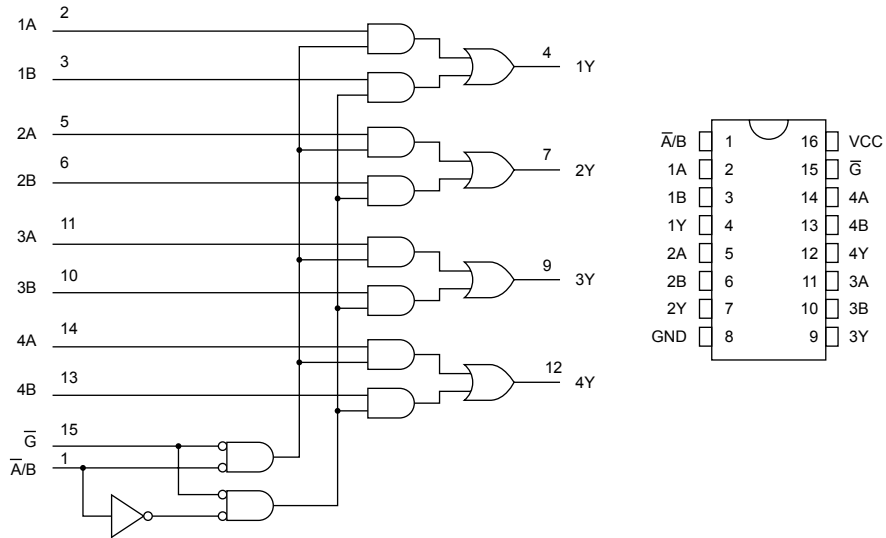 1A 2
1B 3
4 1Y
2A 5
2B 6
7 2Y
3A 11
3B 10
9 3Y
4A 14
4B 13
12 4Y
G̅ 15
A̅/B 1
A̅/B 1 16 VCC
1A 2 15 G̅
1B 3 14 4A
1Y 4 13 4B
2A 5 12 4Y
2B 6 11 3A
2Y 7 10 3B
GND 8 9 3Y